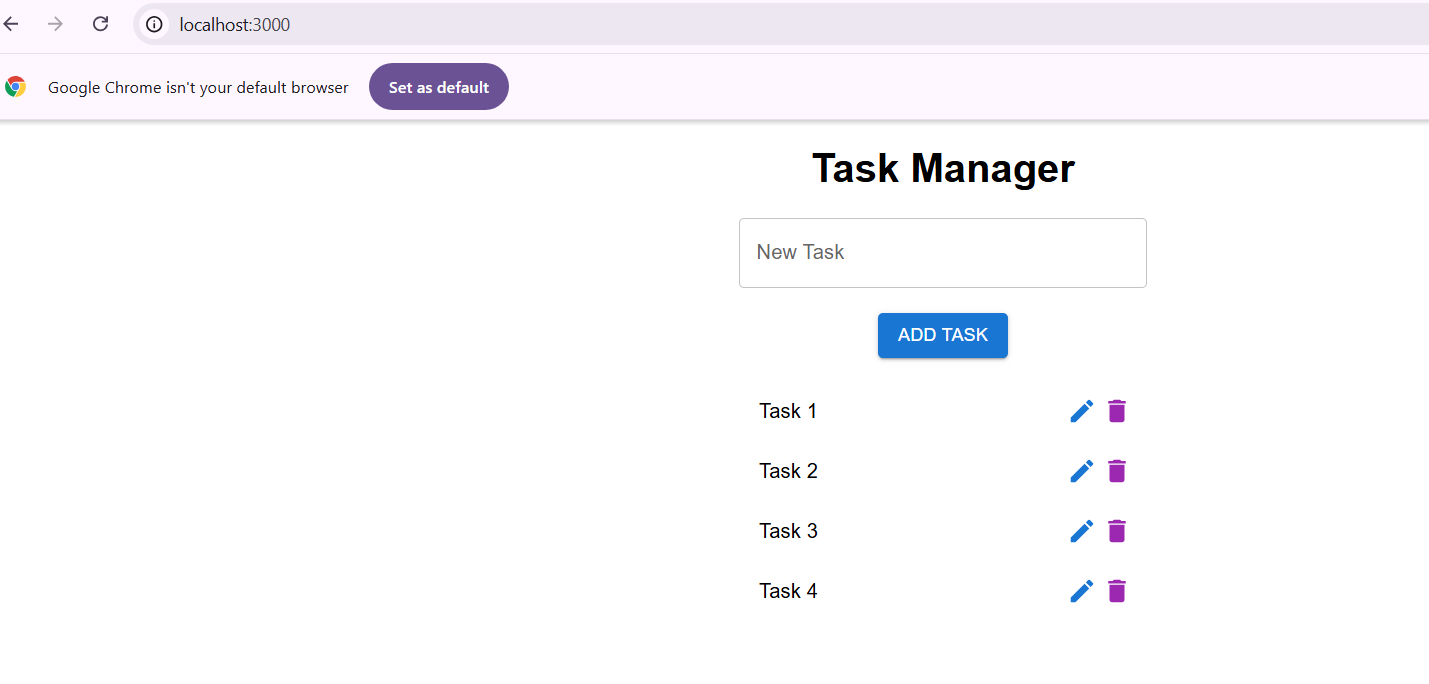 localhost:3000
Google Chrome isn't your default browser Set as default
Task Manager
New Task
ADD TASK
Task 1
Task 2
Task 3
Task 4